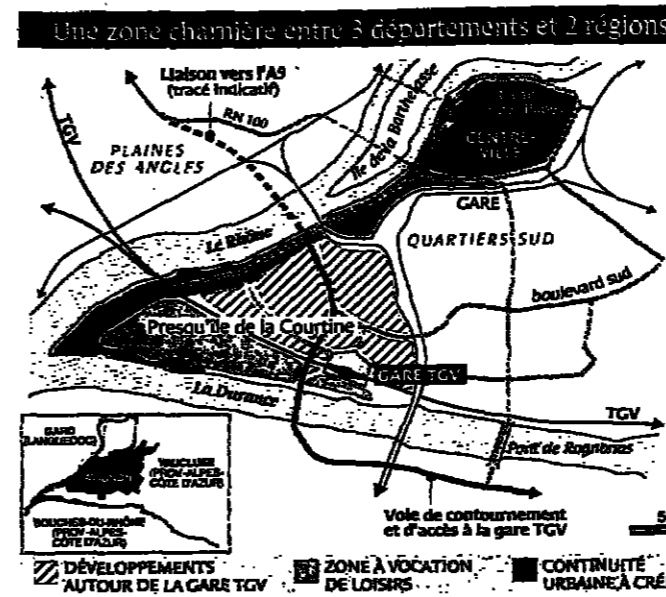 Une zone charnière entre 3 départements et 2 régions
Liaison vers l'A9
(tracé indicatif)
TGV
RN 100
PLAINES
DES ANGLES
Ile de la Barthelasse
CENTRE-
VILLE
GARE
Le Rhône
QUARTIERS SUD
boulevard sud
Presqu'île de la Courtine
GARE TGV
La Durance
TGV
Pont de Rognonas
GARD
(LANGUEDOC)
VAUCLUSE
(PROV-ALPES-
CÔTE D'AZUR)
BOUCHES-DU-RHÔNE
(PROV-ALPES-
CÔTE D'AZUR)
Voie de contournement
et d'accès à la gare TGV
5
DÉVELOPPEMENTS
AUTOUR DE LA GARE TGV
ZONE À VOCATION
DE LOISIRS
CONTINUITÉ
URBAINE À CRÉ